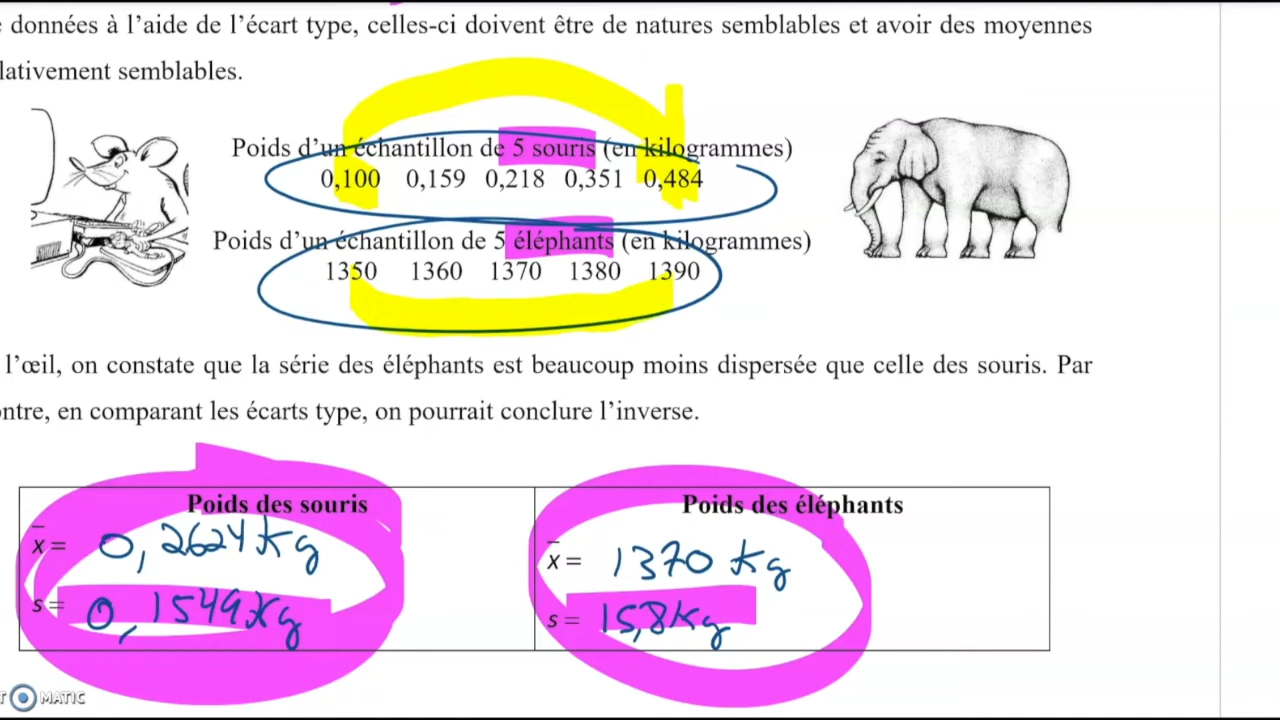 données à l'aide de l'écart type, celles-ci doivent être de natures semblables et avoir des moyennes
lativement semblables.
Poids d'un échantillon de 5 souris (en kilogrammes)
0,100 0,159 0,218 0,351 0,484
Poids d'un échantillon de 5 éléphants (en kilogrammes)
1350 1360 1370 1380 1390
l'œil, on constate que la série des éléphants est beaucoup moins dispersée que celle des souris. Par
ntre, en comparant les écarts type, on pourrait conclure l'inverse.
Poids des souris
x̄ = 0,2624 kg
s = 0,1549 kg
Poids des éléphants
x̄ = 1370 kg
s = 15,8 kg
MATIC